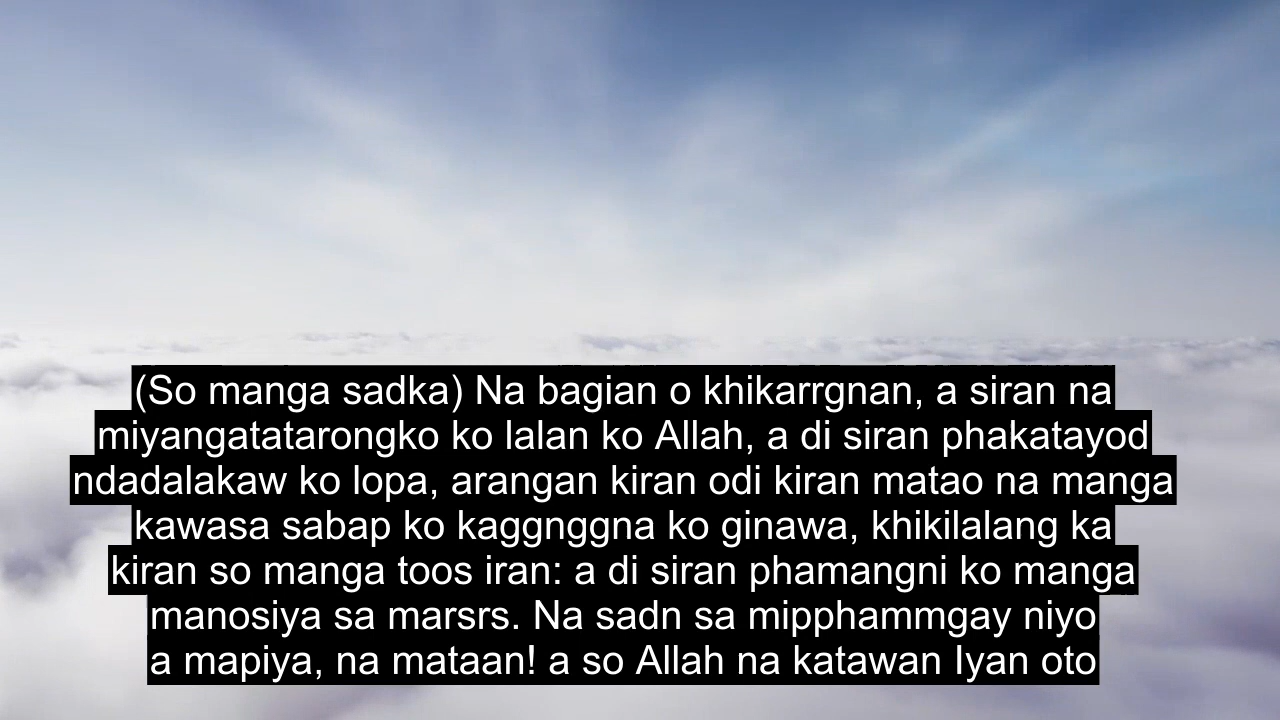 (So manga sadka) Na bagian o khikarrgnan, a siran na
miyangatatarongko ko lalan ko Allah, a di siran phakatayod
ndadalakaw ko lopa, arangan kiran odi kiran matao na manga
kawasa sabap ko kaggnggna ko ginawa, khikilalang ka
kiran so manga toos iran: a di siran phamangni ko manga
manosiya sa marsrs. Na sadn sa mipphammgay niyo
a mapiya, na mataan! a so Allah na katawan Iyan oto